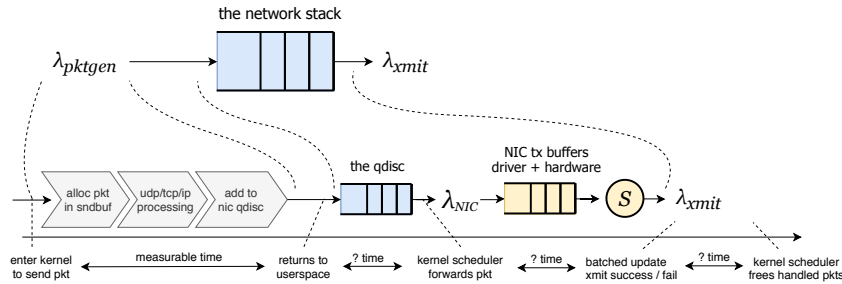 the network stack
λpktgen
λxmit
the qdisc
NIC tx buffers
driver + hardware
alloc pkt
in sndbuf
udp/tcp/ip
processing
add to
nic qdisc
λNIC
S
λxmit
enter kernel
to send pkt
measurable time
returns to
userspace
? time
kernel scheduler
forwards pkt
? time
batched update
xmit success / fail
? time
kernel scheduler
frees handled pkts